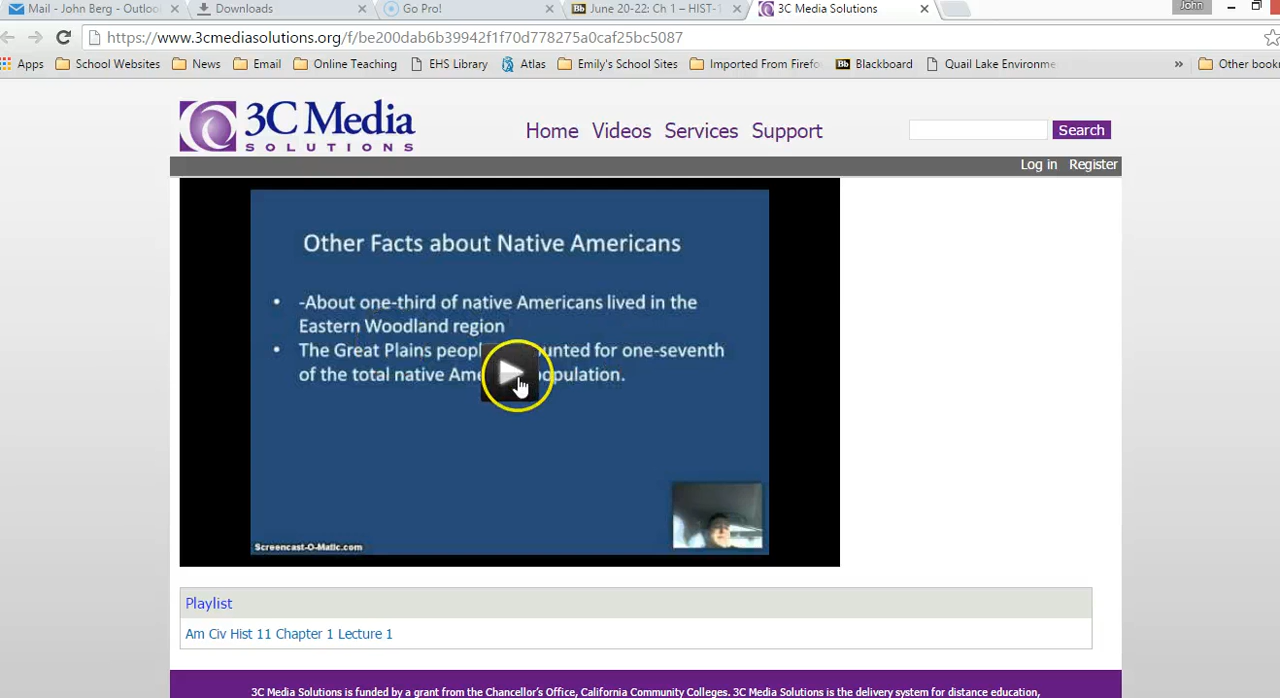 Mail - John Berg - Outloo
Downloads
Go Pro!
Bb June 20-22: Ch 1 – HIST-1
3C Media Solutions
John
https://www.3cmediasolutions.org/f/be200dab6b39942f1f70d778275a0caf25bc5087
Apps School Websites News Email Online Teaching EHS Library Atlas Emily's School Sites Imported From Firefo Bb Blackboard Quail Lake Environme » Other book
3C Media
SOLUTIONS
Home Videos Services Support
Search
Log in Register
Other Facts about Native Americans
• -About one-third of native Americans lived in the
Eastern Woodland region
• The Great Plains peopl unted for one-seventh
of the total native Ame opulation.
Screencast-O-Matic.com
Playlist
Am Civ Hist 11 Chapter 1 Lecture 1
3C Media Solutions is funded by a grant from the Chancellor's Office, California Community Colleges. 3C Media Solutions is the delivery system for distance education,